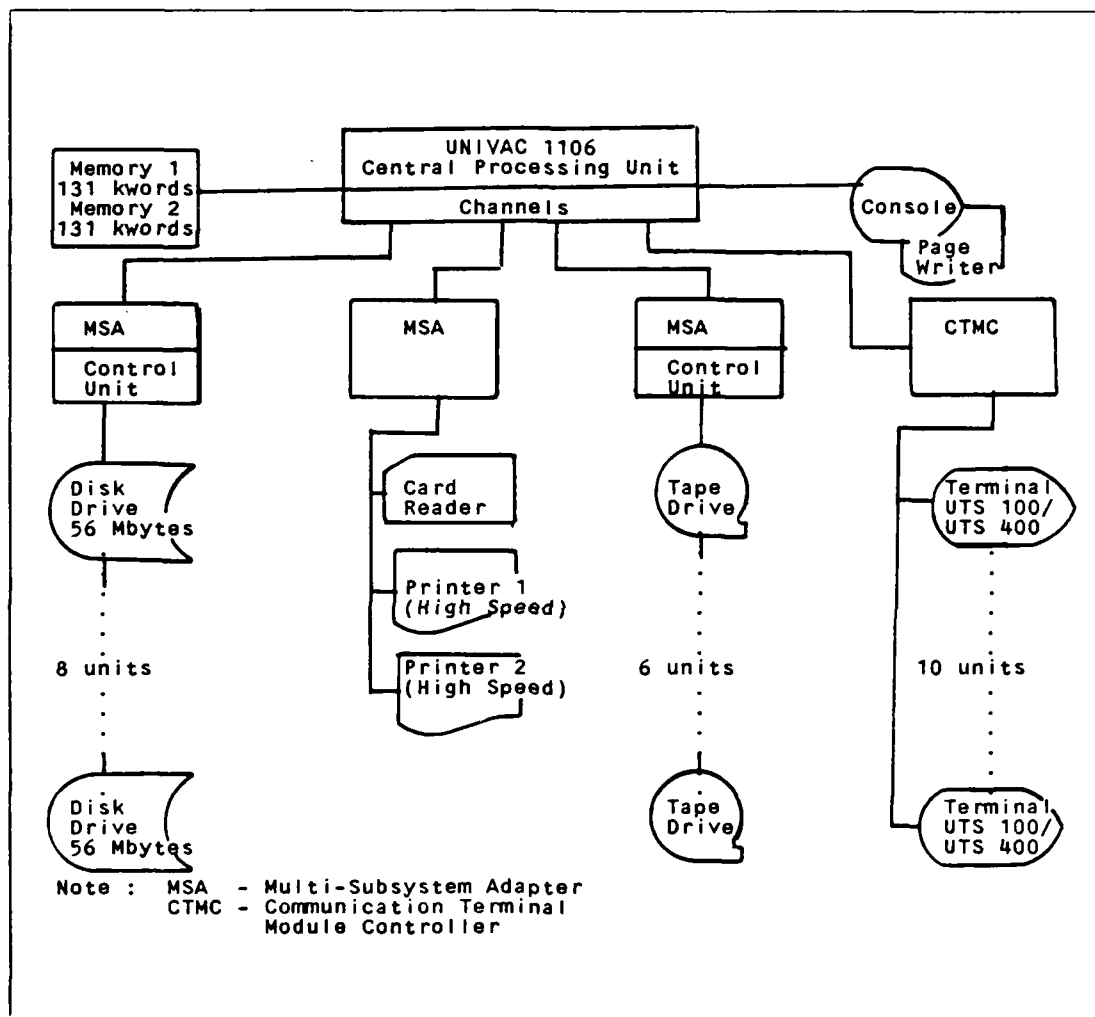 UNIVAC 1106
Central Processing Unit
Channels
Memory 1
131 kwords
Memory 2
131 kwords
Console
Page
Writer
MSA
Control
Unit
MSA
MSA
Control
Unit
CTMC
Disk
Drive
56 Mbytes
Card
Reader
Printer 1
(High Speed)
Printer 2
(High Speed)
Tape
Drive
Terminal
UTS 100/
UTS 400
8 units
6 units
10 units
Disk
Drive
56 Mbytes
Tape
Drive
Terminal
UTS 100/
UTS 400
Note : MSA - Multi-Subsystem Adapter
CTMC - Communication Terminal
Module Controller